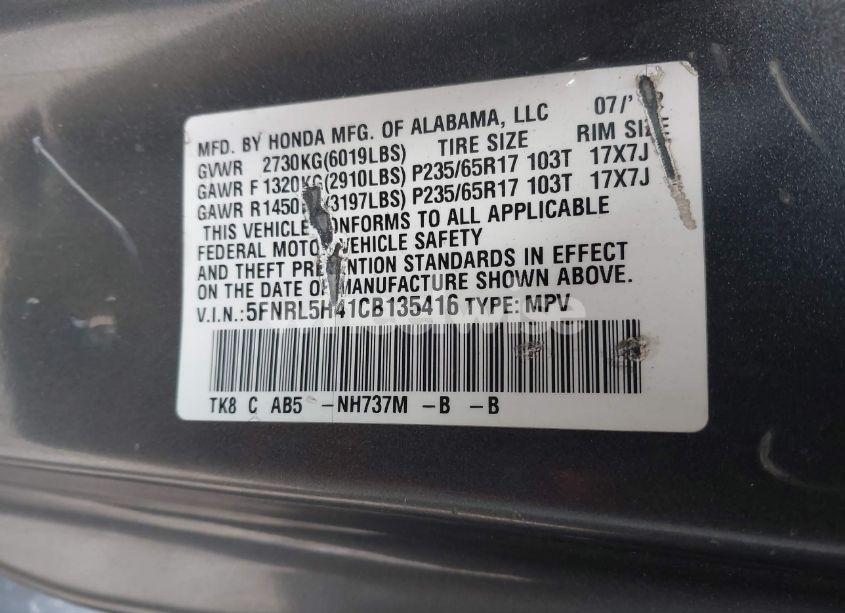 MFD. BY HONDA MFG. OF ALABAMA, LLC 07/'
GVWR 2730KG(6019LBS) TIRE SIZE RIM SIZE
GAWR F 1320KG(2910LBS) P235/65R17 103T 17X7J
GAWR R1450 (3197LBS) P235/65R17 103T 17X7J
THIS VEHICLE CONFORMS TO ALL APPLICABLE
FEDERAL MOTOR VEHICLE SAFETY
AND THEFT PREVENTION STANDARDS IN EFFECT
ON THE DATE OF MANUFACTURE SHOWN ABOVE.
V.I.N.: 5FNRL5H41CB135416 TYPE: MPV
TK8 C AB5 -NH737M -B -B